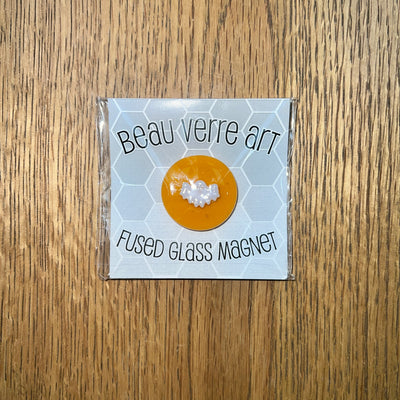 Beau Verre Art
Fused Glass Magnet